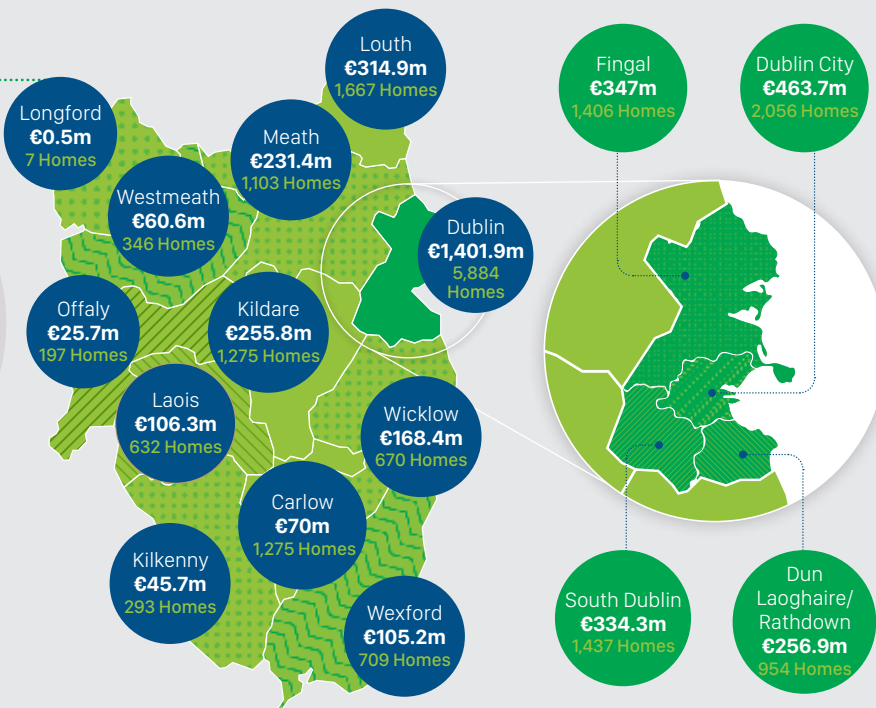 Louth
€314.9m
1,667 Homes
Longford
€0.5m
7 Homes
Meath
€231.4m
1,103 Homes
Westmeath
€60.6m
346 Homes
Dublin
€1,401.9m
5,884
Homes
Offaly
€25.7m
197 Homes
Kildare
€255.8m
1,275 Homes
Laois
€106.3m
632 Homes
Wicklow
€168.4m
670 Homes
Carlow
€70m
1,275 Homes
Kilkenny
€45.7m
293 Homes
Wexford
€105.2m
709 Homes
Fingal
€347m
1,406 Homes
Dublin City
€463.7m
2,056 Homes
South Dublin
€334.3m
1,437 Homes
Dun
Laoghaire/
Rathdown
€256.9m
954 Homes